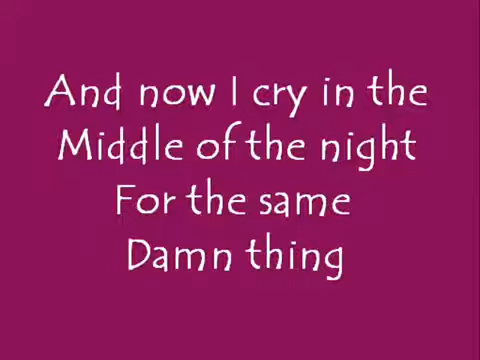 And now I cry in the
Middle of the night
For the same
Damn thing